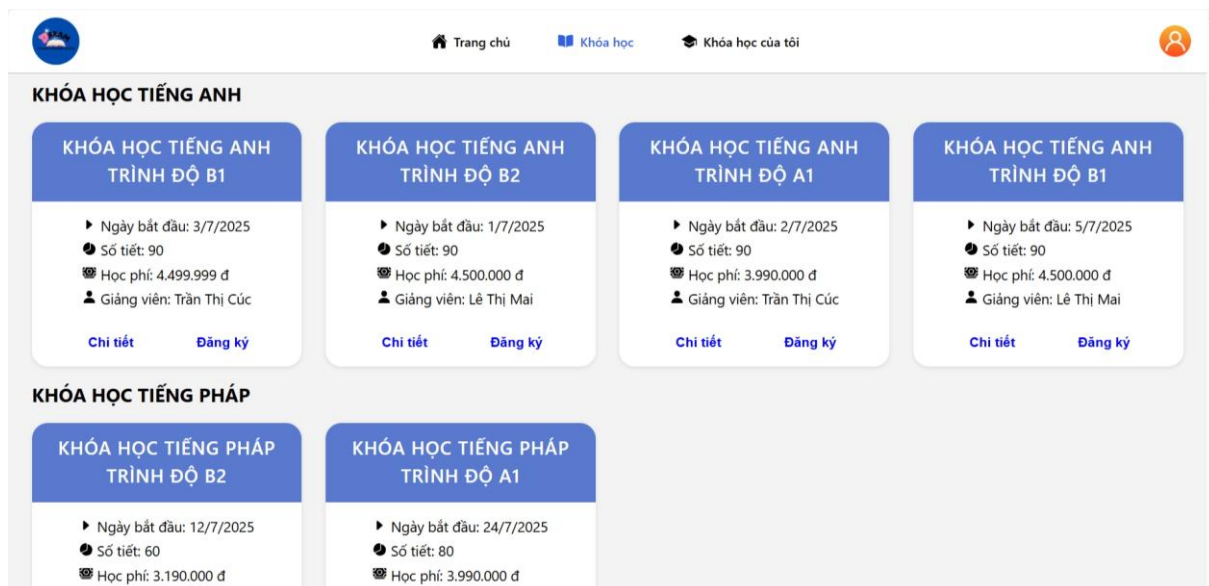 Trang chủ Khóa học Khóa học của tôi
KHÓA HỌC TIẾNG ANH
KHÓA HỌC TIẾNG ANH
TRÌNH ĐỘ B1
Ngày bắt đầu: 3/7/2025
Số tiết: 90
Học phí: 4.499.999 đ
Giảng viên: Trần Thị Cúc
Chi tiết Đăng ký
KHÓA HỌC TIẾNG ANH
TRÌNH ĐỘ B2
Ngày bắt đầu: 1/7/2025
Số tiết: 90
Học phí: 4.500.000 đ
Giảng viên: Lê Thị Mai
Chi tiết Đăng ký
KHÓA HỌC TIẾNG ANH
TRÌNH ĐỘ A1
Ngày bắt đầu: 2/7/2025
Số tiết: 90
Học phí: 3.990.000 đ
Giảng viên: Trần Thị Cúc
Chi tiết Đăng ký
KHÓA HỌC TIẾNG ANH
TRÌNH ĐỘ B1
Ngày bắt đầu: 5/7/2025
Số tiết: 90
Học phí: 4.500.000 đ
Giảng viên: Lê Thị Mai
Chi tiết Đăng ký
KHÓA HỌC TIẾNG PHÁP
KHÓA HỌC TIẾNG PHÁP
TRÌNH ĐỘ B2
Ngày bắt đầu: 12/7/2025
Số tiết: 60
Học phí: 3.190.000 đ
KHÓA HỌC TIẾNG PHÁP
TRÌNH ĐỘ A1
Ngày bắt đầu: 24/7/2025
Số tiết: 80
Học phí: 3.990.000 đ